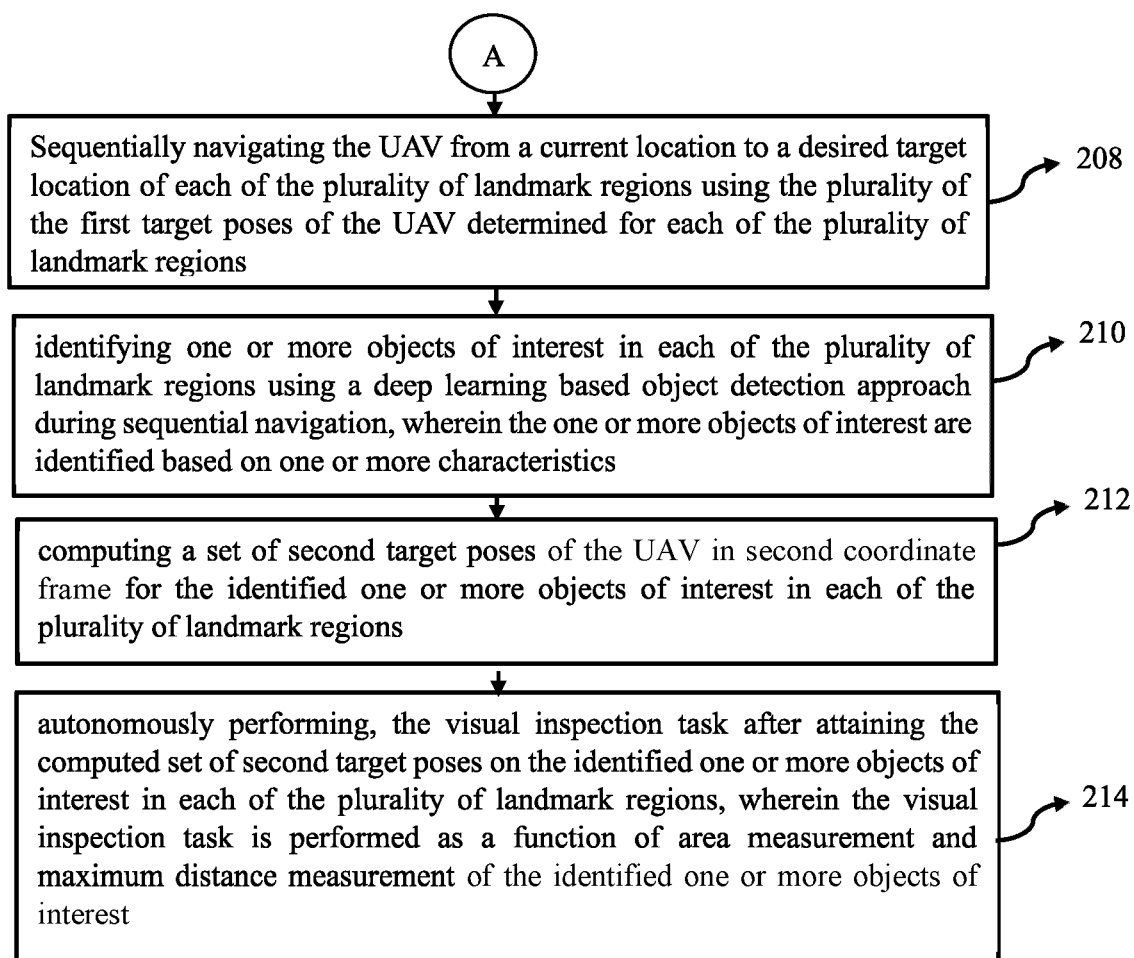 A
Sequentially navigating the UAV from a current location to a desired target
location of each of the plurality of landmark regions using the plurality of
the first target poses of the UAV determined for each of the plurality of
landmark regions
208
identifying one or more objects of interest in each of the plurality of
landmark regions using a deep learning based object detection approach
during sequential navigation, wherein the one or more objects of interest are
identified based on one or more characteristics
210
computing a set of second target poses of the UAV in second coordinate
frame for the identified one or more objects of interest in each of the
plurality of landmark regions
212
autonomously performing, the visual inspection task after attaining the
computed set of second target poses on the identified one or more objects of
interest in each of the plurality of landmark regions, wherein the visual
inspection task is performed as a function of area measurement and
maximum distance measurement of the identified one or more objects of
interest
214